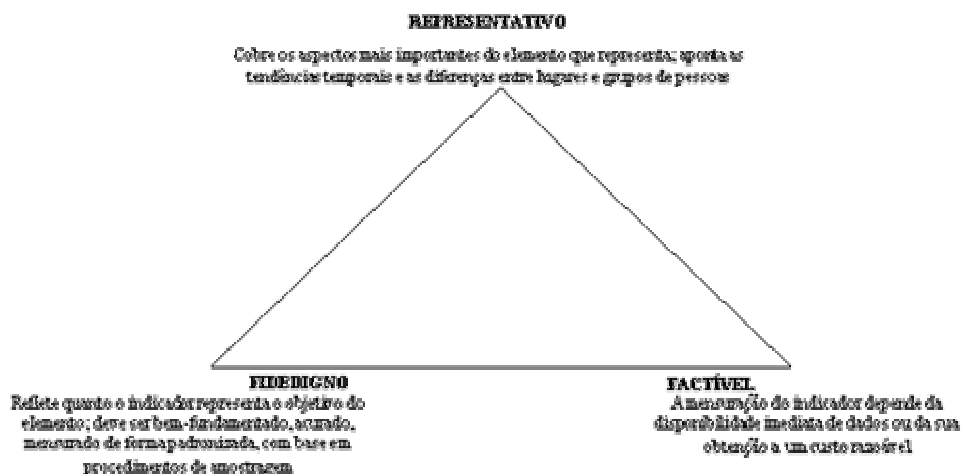 REPRESENTATIVO
Cobre os aspectos mais importantes do elemento que representa; aponta as
tendências temporais e as diferenças entre lugares e grupos de pessoas
FIDEDIGNO
Reflete quanto o indicador representa o objetivo do
elemento; deve ser bem-fundamentado, acurado,
mensurado de forma padronizada, com base em
procedimentos de amostragem
FACTÍVEL
A mensuração do indicador depende da
disponibilidade imediata de dados ou da sua
obtenção a um custo razoável